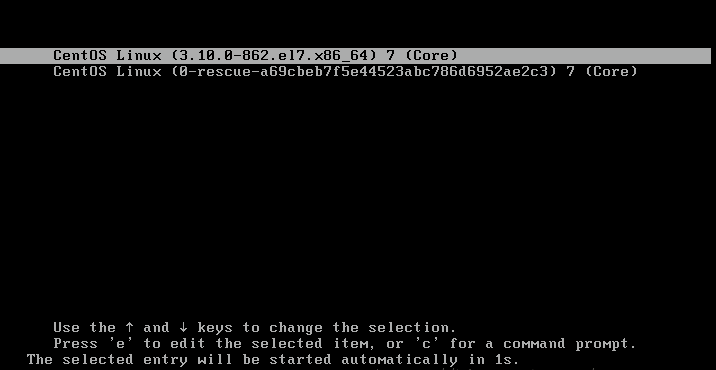 CentOS Linux (3.10.0-862.el7.x86_64) 7 (Core)
CentOS Linux (0-rescue-a69cbeb7f5e44523abc786d6952ae2c3) 7 (Core)
Use the ↑ and ↓ keys to change the selection.
Press 'e' to edit the selected item, or 'c' for a command prompt.
The selected entry will be started automatically in 1s.